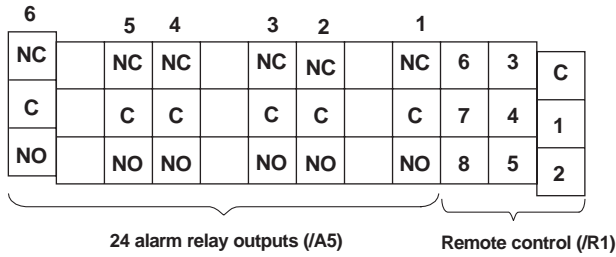 6 5 4 3 2 1
NC NC NC NC NC NC 6 3 C
C C C C C C 7 4 1
NO NO NO NO NO NO 8 5 2
24 alarm relay outputs (/A5) Remote control (/R1)